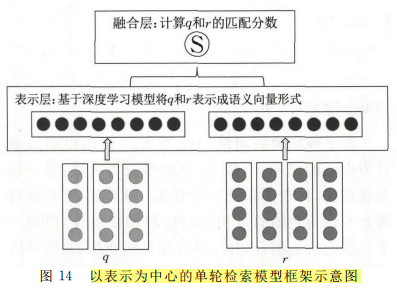 融合层:计算q和r的匹配分数
S
表示层:基于深度学习模型将q和r表示成语义向量形式
q
r
图 14 以表示为中心的单轮检索模型框架示意图